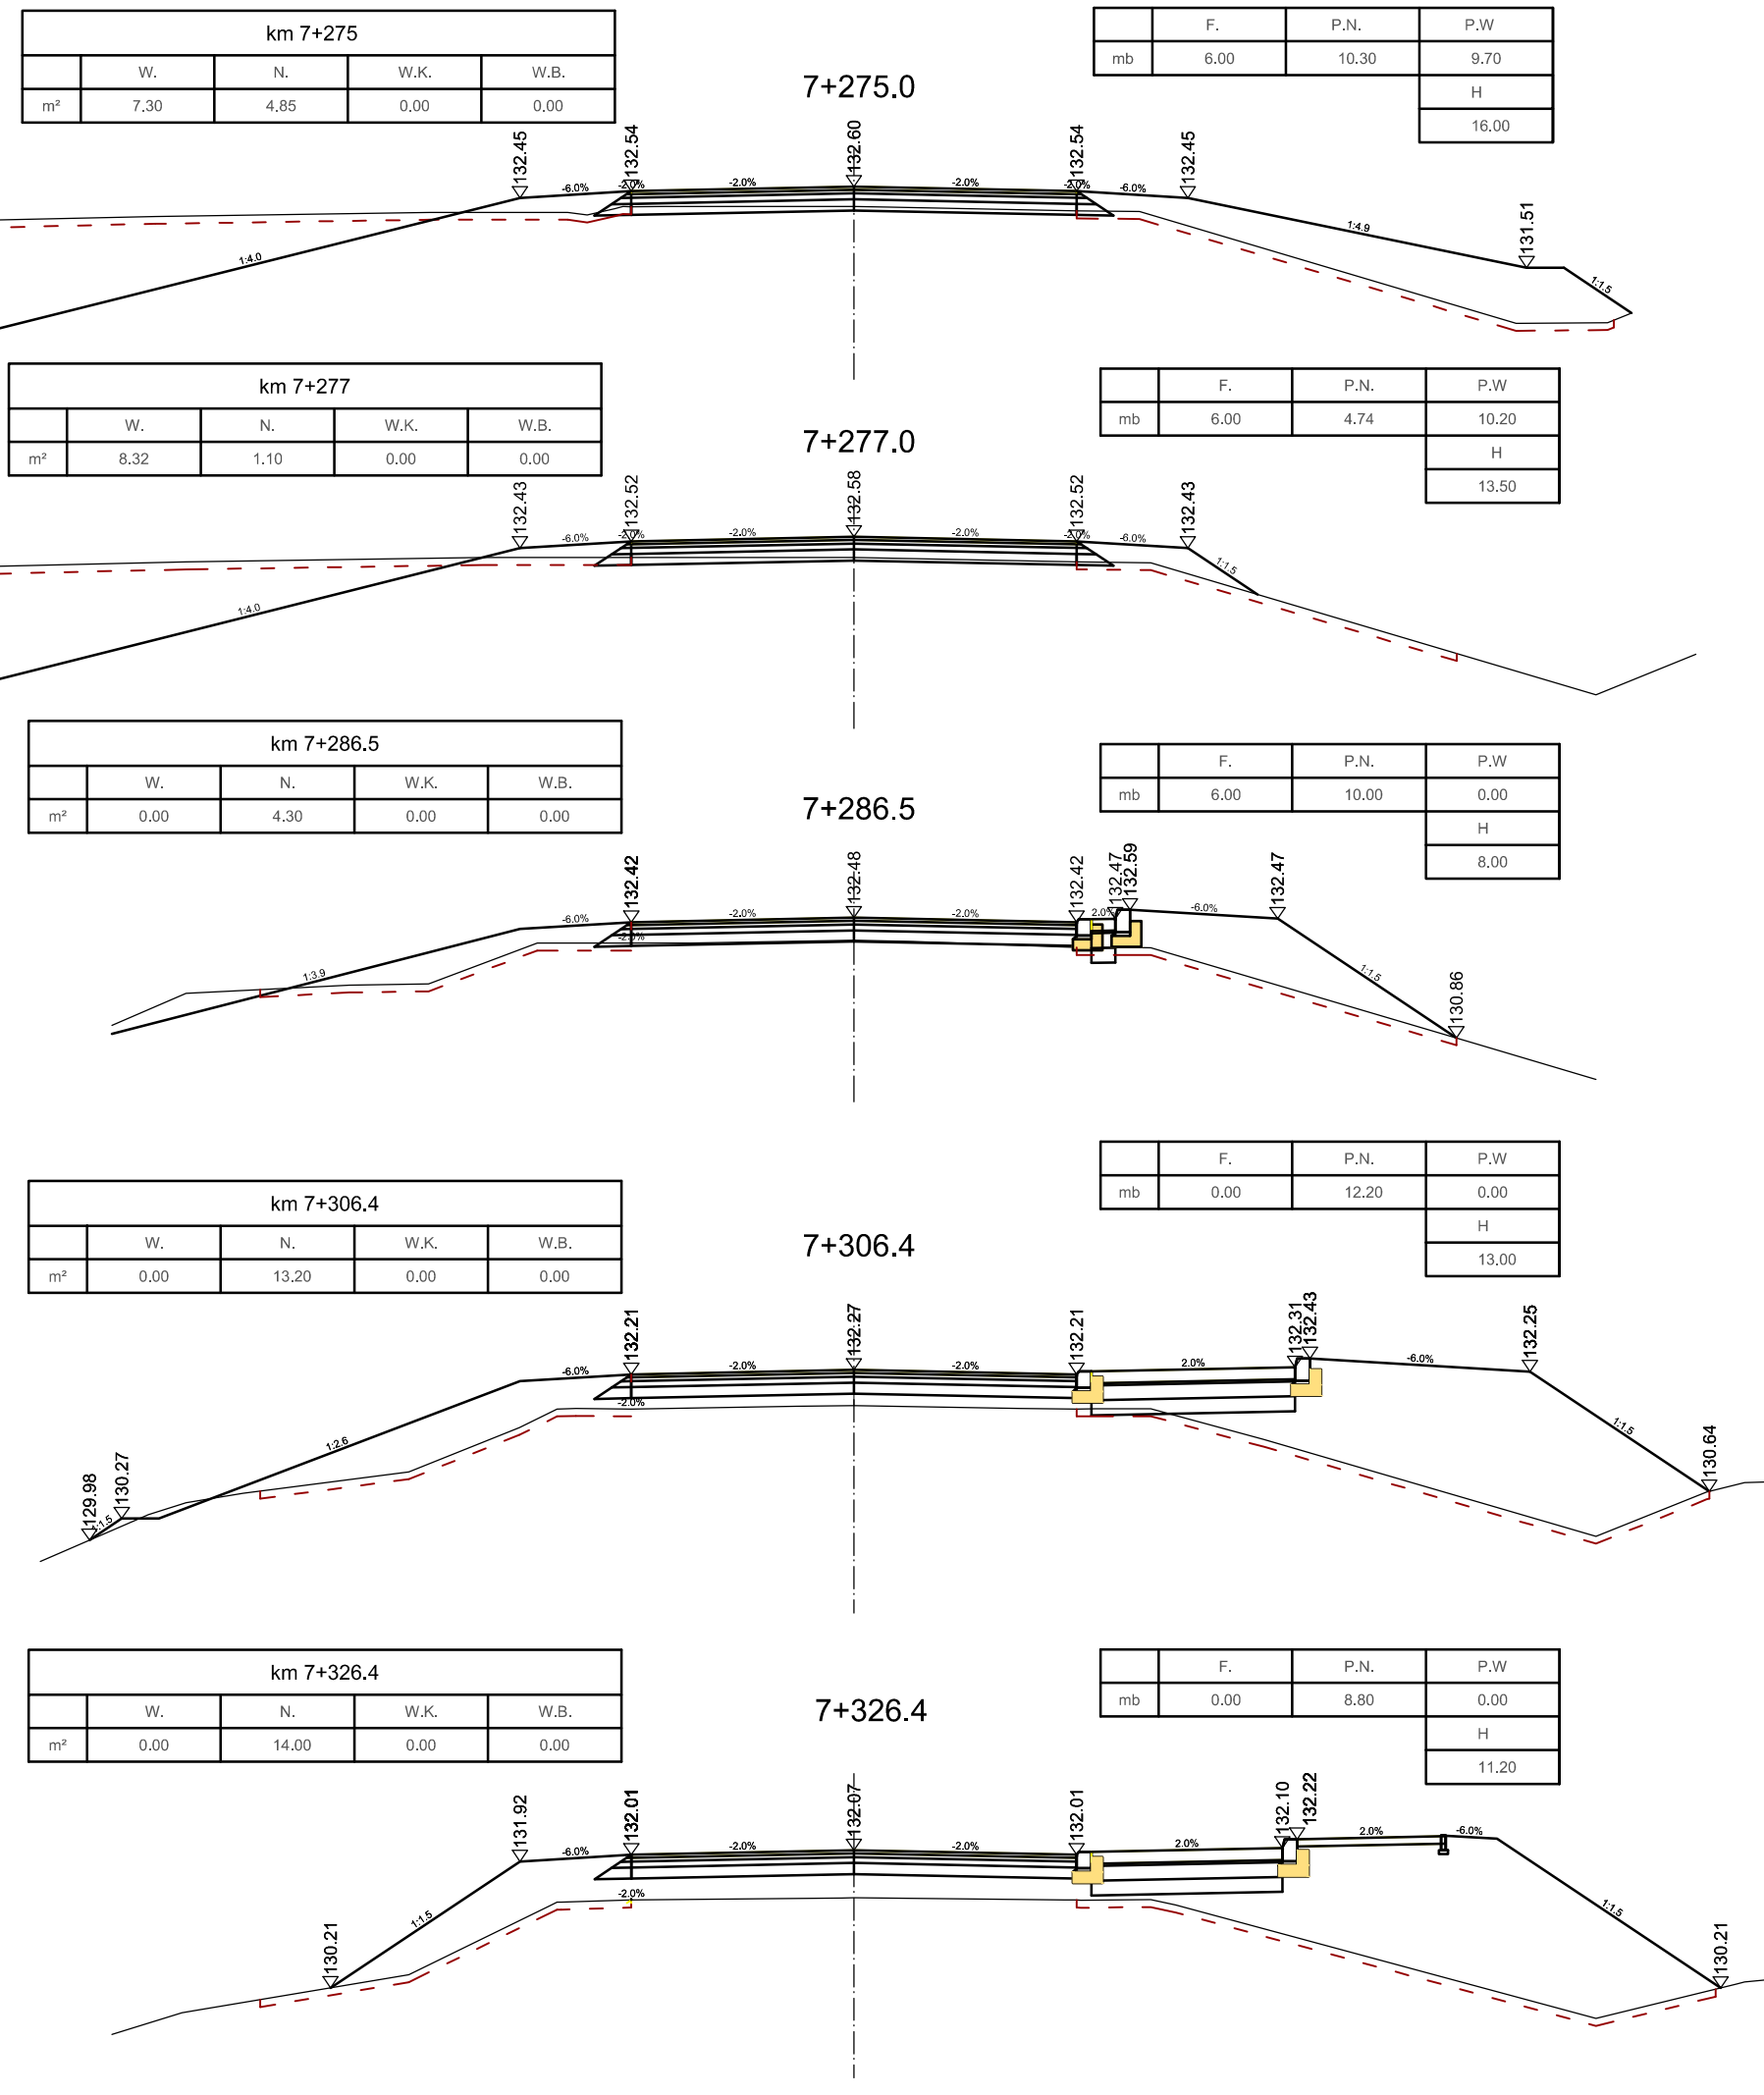 km 7+275
W. N. W.K. W.B.
m² 7.30 4.85 0.00 0.00
7+275.0
F. P.N. P.W
mb 6.00 10.30 9.70
H
16.00
132.45 132.54 132.60 132.54 132.45 131.51
-6.0% -2.0% -2.0% -2.0% -2.0% -6.0%
1:4.0 1:4.9 1:1.5
km 7+277
W. N. W.K. W.B.
m² 8.32 1.10 0.00 0.00
7+277.0
F. P.N. P.W
mb 6.00 4.74 10.20
H
13.50
132.43 132.52 132.58 132.52 132.43
-6.0% -2.0% -2.0% -2.0% -2.0% -6.0%
1:4.0 1:1.5
km 7+286.5
W. N. W.K. W.B.
m² 0.00 4.30 0.00 0.00
7+286.5
F. P.N. P.W
mb 6.00 10.00 0.00
H
8.00
132.42 132.48 132.42 132.47 132.59 132.47 130.86
-6.0% -2.0% -2.0% 2.0% -6.0%
-2.0%
1:3.9 1:1.5
km 7+306.4
W. N. W.K. W.B.
m² 0.00 13.20 0.00 0.00
7+306.4
F. P.N. P.W
mb 0.00 12.20 0.00
H
13.00
129.98 130.27 132.21 132.27 132.21 132.31 132.43 132.25 130.64
-6.0% -2.0% -2.0% 2.0% -6.0%
-2.0%
1:1.5 1:2.6 1:1.5
km 7+326.4
W. N. W.K. W.B.
m² 0.00 14.00 0.00 0.00
7+326.4
F. P.N. P.W
mb 0.00 8.80 0.00
H
11.20
130.21 131.92 132.01 132.07 132.01 132.10 132.22 130.21
-6.0% -2.0% -2.0% 2.0% 2.0% -6.0%
-2.0%
1:1.5 1:1.5